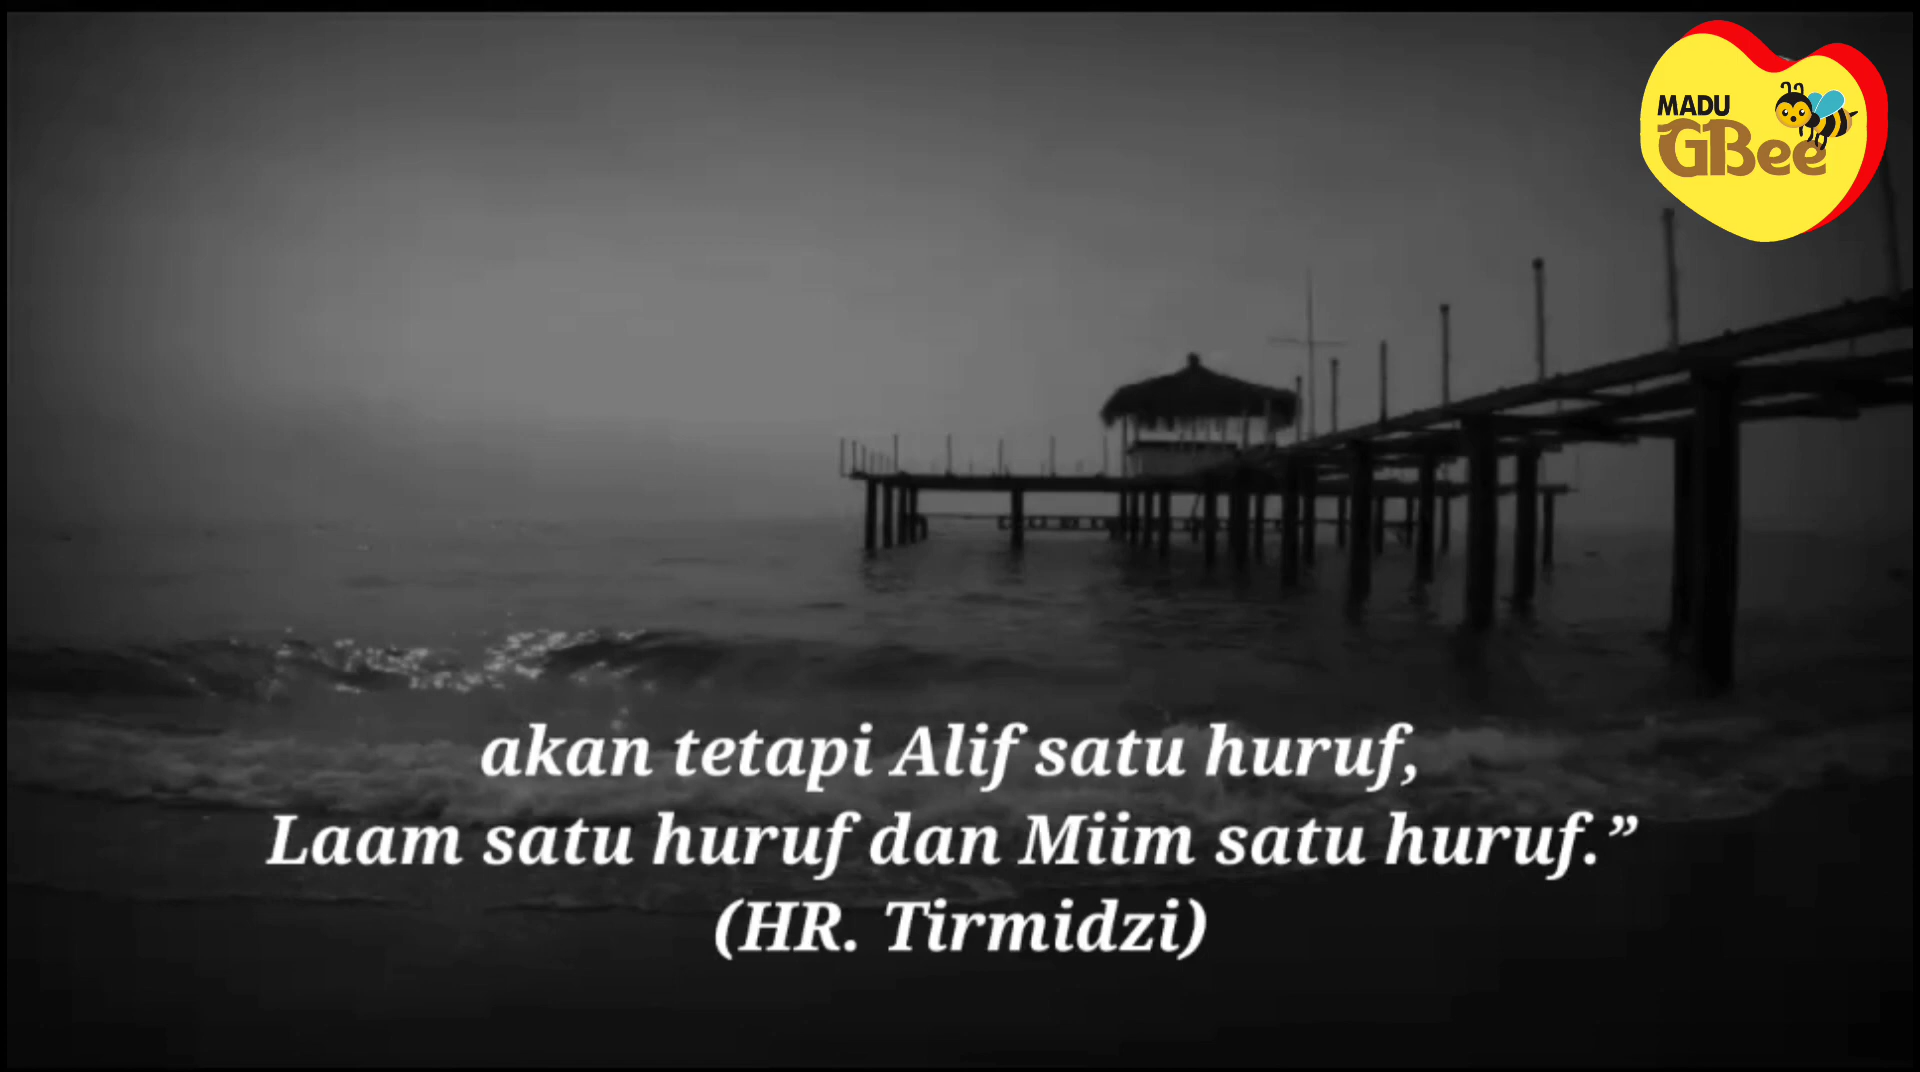 MADU
GBee
akan tetapi Alif satu huruf,
Laam satu huruf dan Miim satu huruf.”
(HR. Tirmidzi)